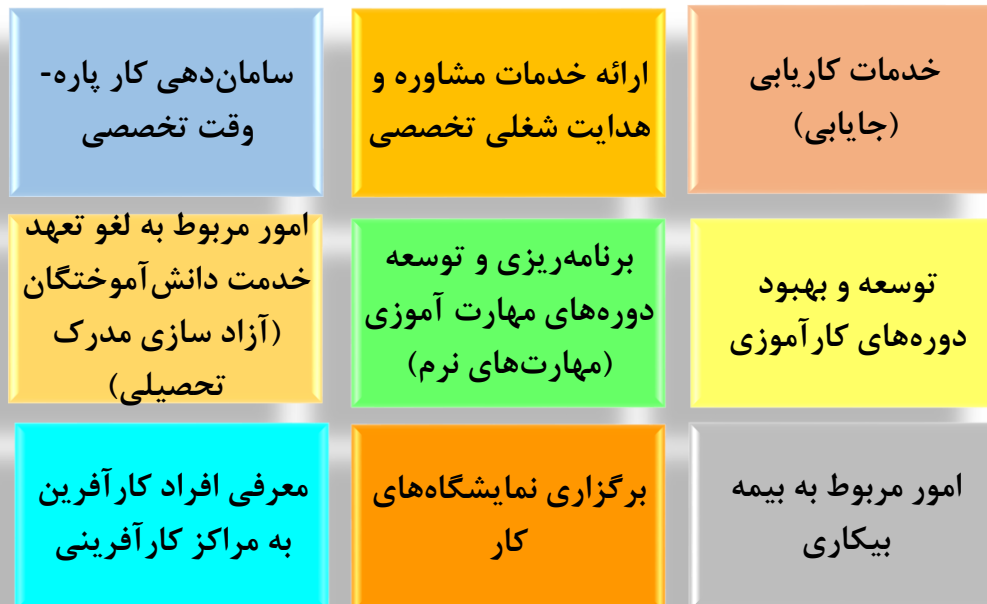 خدمات کاریابی
(جایابی)
ارائه خدمات مشاوره و
هدایت شغلی تخصصی
سامان‌دهی کار پاره-
وقت تخصصی
توسعه و بهبود
دوره‌های کارآموزی
برنامه‌ریزی و توسعه
دوره‌های مهارت آموزی
(مهارت‌های نرم)
امور مربوط به لغو تعهد
خدمت دانش‌آموختگان
(آزاد سازی مدرک
تحصیلی)
امور مربوط به بیمه
بیکاری
برگزاری نمایشگاه‌های
کار
معرفی افراد کارآفرین
به مراکز کارآفرینی